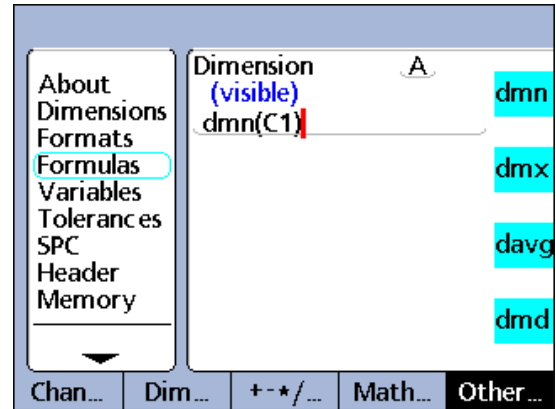 About
Dimensions
Formats
Formulas
Variables
Tolerances
SPC
Header
Memory
Dimension A
(visible)
dmn(C1)
dmn
dmx
davg
dmd
Chan... Dim... +-*/... Math... Other...